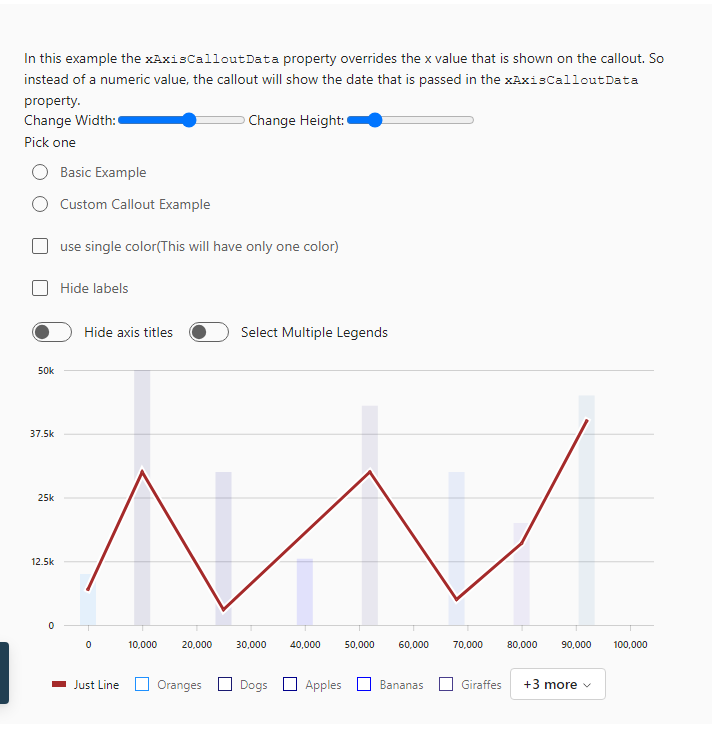 In this example the xAxisCalloutData property overrides the x value that is shown on the callout. So
instead of a numeric value, the callout will show the date that is passed in the xAxisCalloutData
property.
Change Width: Change Height:
Pick one
Basic Example
Custom Callout Example
use single color(This will have only one color)
Hide labels
Hide axis titles Select Multiple Legends
50k
37.5k
25k
12.5k
0
0 10,000 20,000 30,000 40,000 50,000 60,000 70,000 80,000 90,000 100,000
Just Line Oranges Dogs Apples Bananas Giraffes +3 more